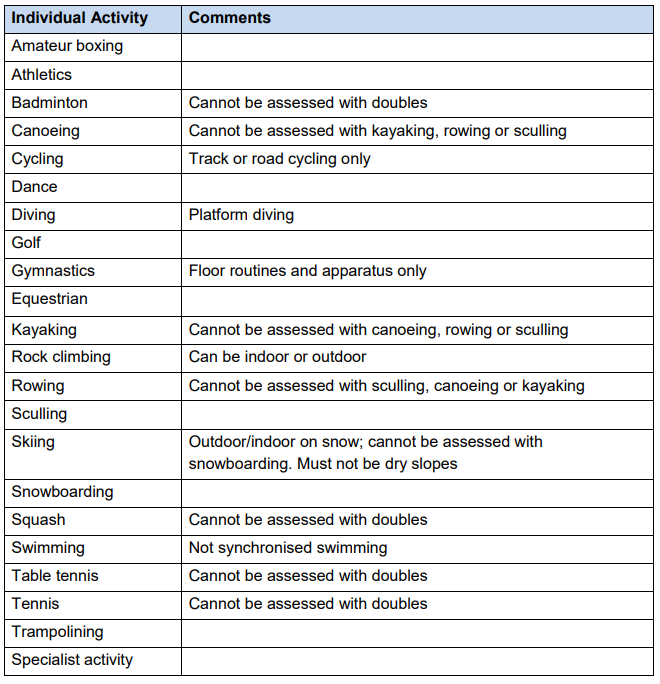 Individual Activity Comments
Amateur boxing
Athletics
Badminton Cannot be assessed with doubles
Canoeing Cannot be assessed with kayaking, rowing or sculling
Cycling Track or road cycling only
Dance
Diving Platform diving
Golf
Gymnastics Floor routines and apparatus only
Equestrian
Kayaking Cannot be assessed with canoeing, rowing or sculling
Rock climbing Can be indoor or outdoor
Rowing Cannot be assessed with sculling, canoeing or kayaking
Sculling
Skiing Outdoor/indoor on snow; cannot be assessed with
snowboarding. Must not be dry slopes
Snowboarding
Squash Cannot be assessed with doubles
Swimming Not synchronised swimming
Table tennis Cannot be assessed with doubles
Tennis Cannot be assessed with doubles
Trampolining
Specialist activity